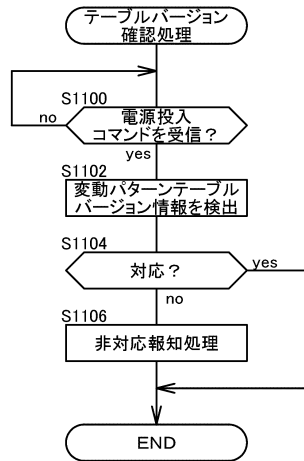 テーブルバージョン
確認処理
S1100
電源投入
コマンドを受信？
no
yes
S1102
変動パターンテーブル
バージョン情報を検出
S1104
対応？
yes
no
S1106
非対応報知処理
END